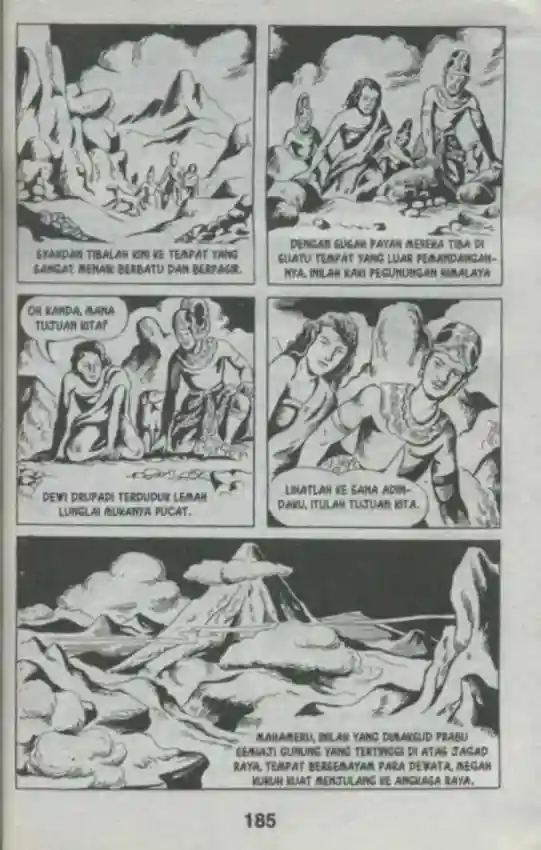 SYAHDAN TIBALAH KINI KE TEMPAT YANG
SANGAT MENAIK BERBATU DAN BERPASIR.
DENGAN SUSAH PAYAH MEREKA TIBA DI
SUATU TEMPAT YANG LUAR PEMANDANGAN-
NYA, INILAH KAKI PEGUNUNGAN HIMALAYA
OH KANDA, MANA
TUJUAN KITA?
DEWI DRUPADI TERDUDUK LEMAH
LUNGLAI MUKANYA PUCAT.
LIHATLAH KE SANA ADIN-
DAKU, ITULAH TUJUAN KITA.
MAHAMERU, INILAH YANG DIMAKSUD PRABU
SEMIAJI GUNUNG YANG TERTINGGI DI ATAS JAGAD
RAYA, TEMPAT BERSEMAYAM PARA DEWATA, MEGAH
KUKUH KUAT MENJULANG KE ANGKASA RAYA.
185